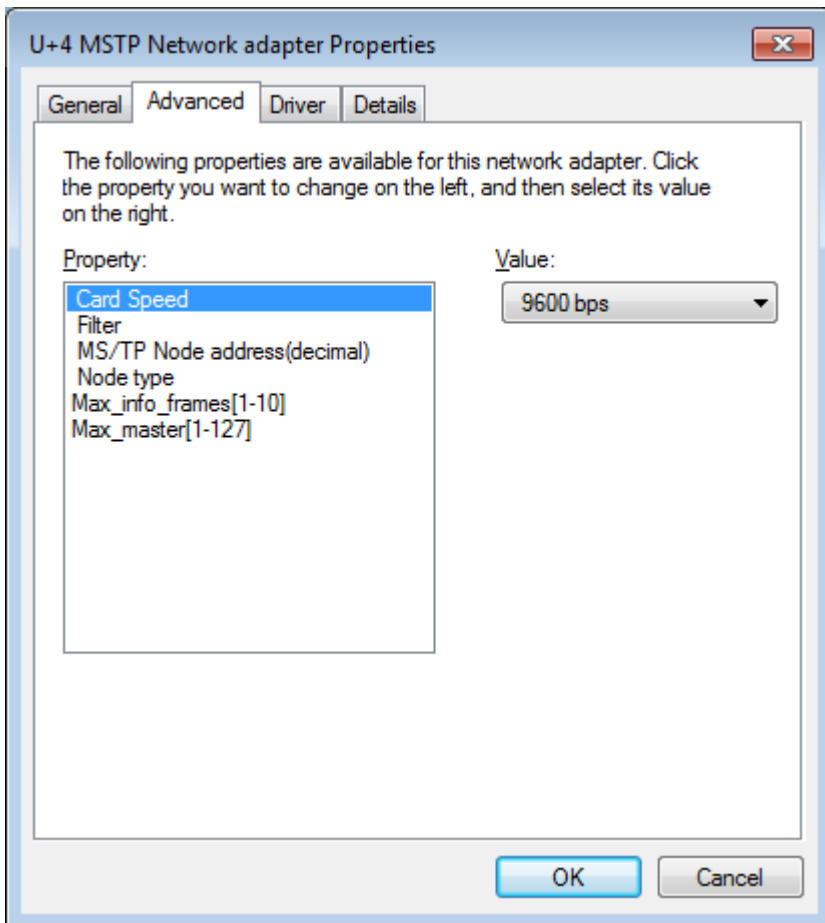 U+4 MSTP Network adapter Properties
General Advanced Driver Details
The following properties are available for this network adapter. Click
the property you want to change on the left, and then select its value
on the right.
Property: Value:
Card Speed 9600 bps
Filter
MS/TP Node address(decimal)
Node type
Max_info_frames[1-10]
Max_master[1-127]
OK Cancel